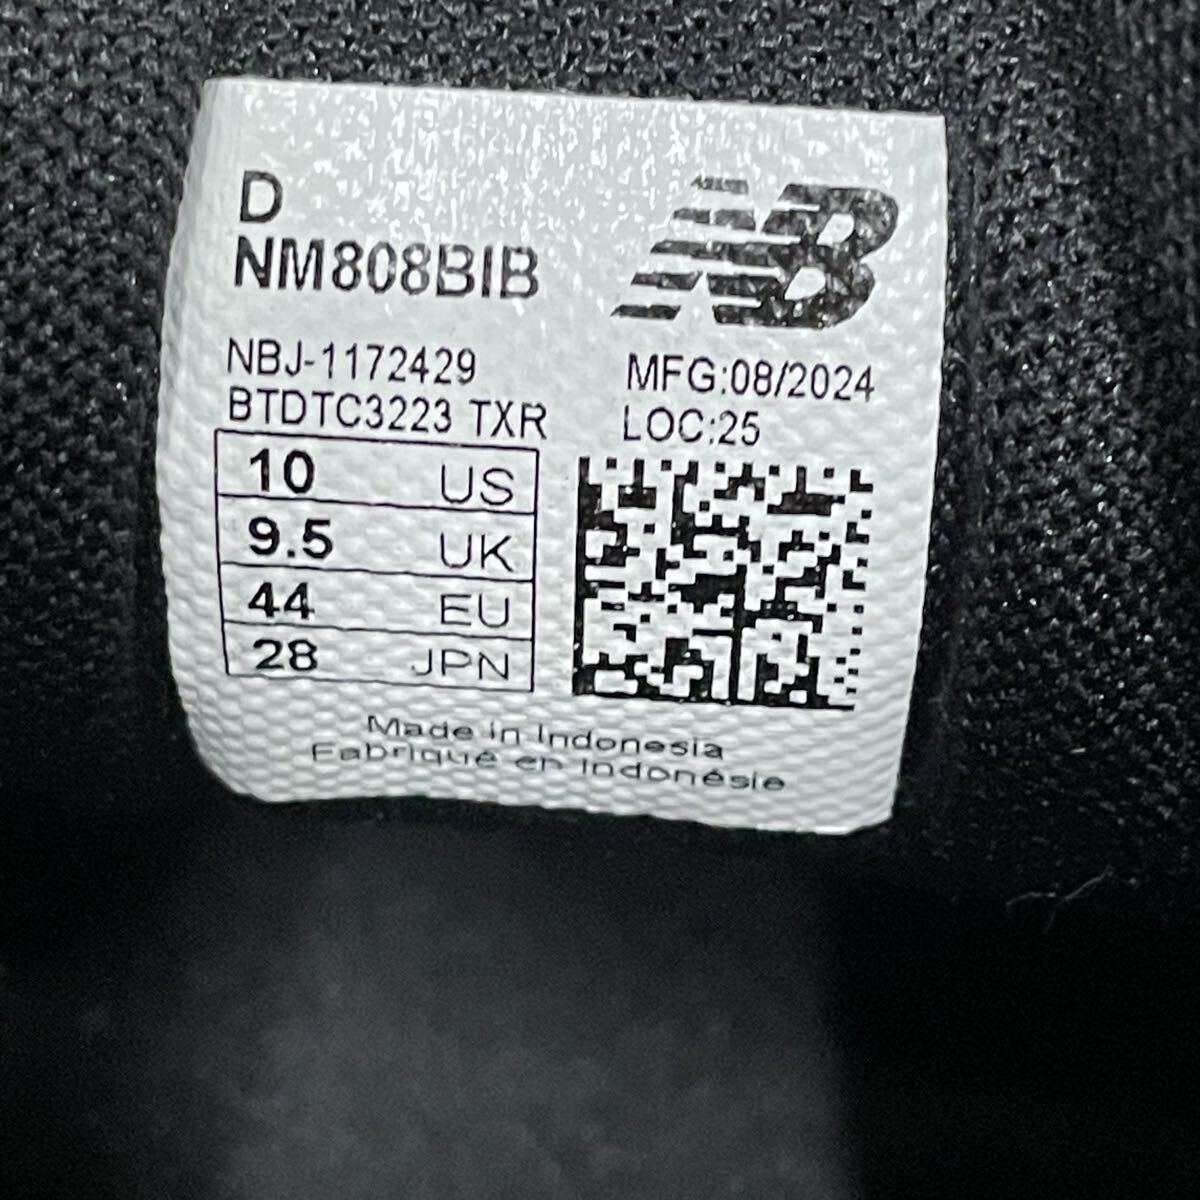 D
NM808BIB
NB
NBJ-1172429
BTDTC3223 TXR
MFG:08/2024
LOC:25
10 US
9.5 UK
44 EU
28 JPN
Made in Indonesia
Fabriqué en Indonésie